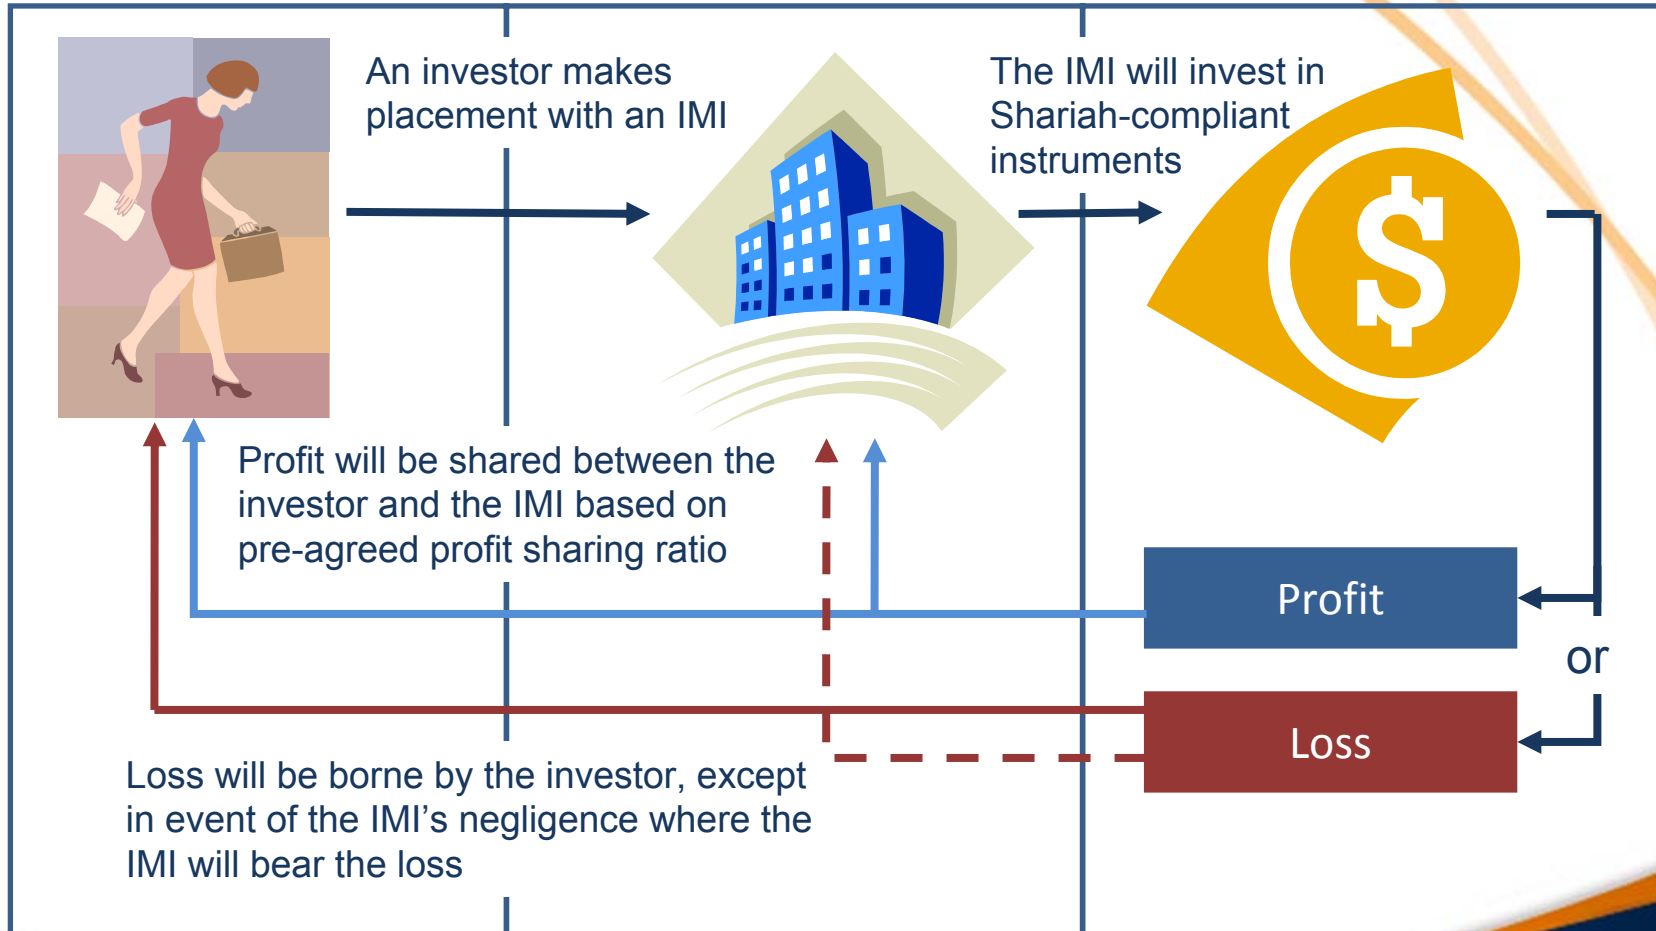 An investor makes
placement with an IMI
The IMI will invest in
Shariah-compliant
instruments
$
Profit will be shared between the
investor and the IMI based on
pre-agreed profit sharing ratio
Profit
or
Loss
Loss will be borne by the investor, except
in event of the IMI’s negligence where the
IMI will bear the loss